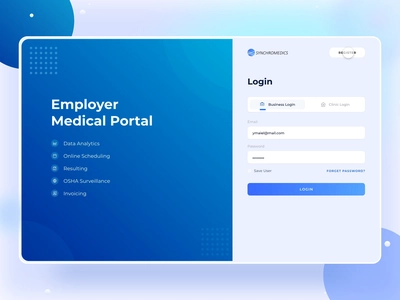 SYNCHROMEDICS
REGISTER
Login
Employer
Medical Portal
Business Login
Clinic Login
Data Analytics
Online Scheduling
Resulting
OSHA Surveillance
Invoicing
Email
ymalat@mail.com
Password
Save User
FORGOT PASSWORD?
LOGIN